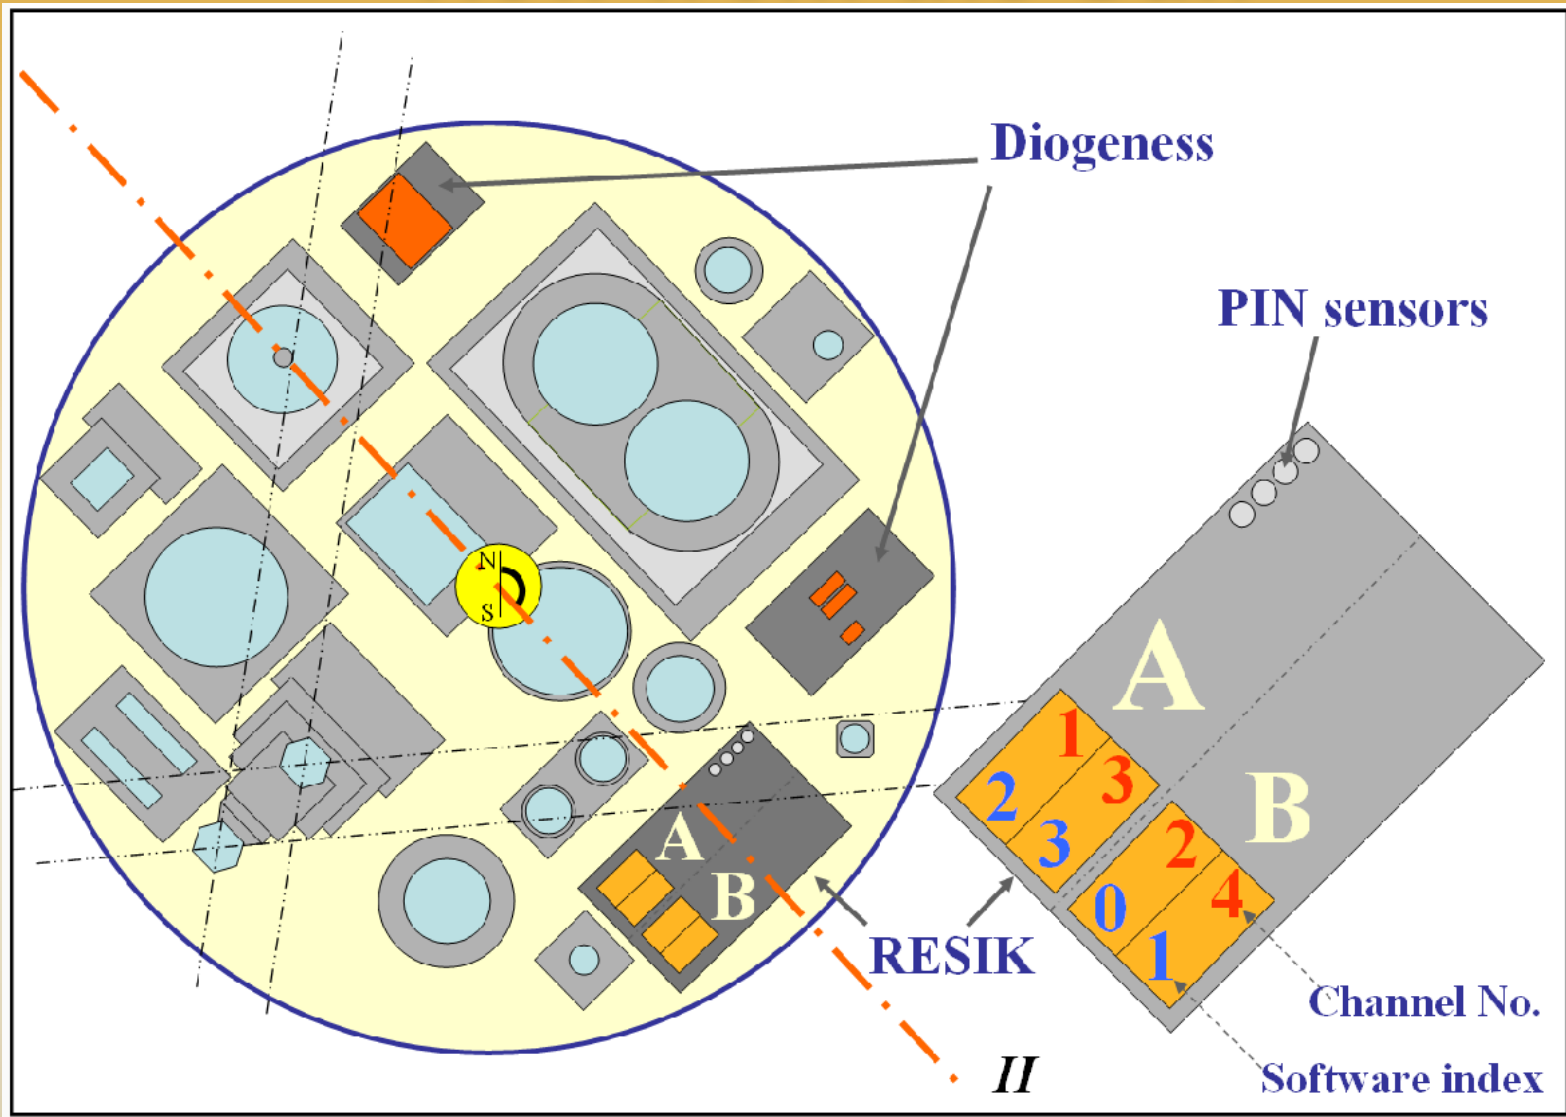 Diogeness
PIN sensors
N
S
A
B
A
B
1
3
2
3
2
4
0
1
RESIK
Channel No.
Software index
II